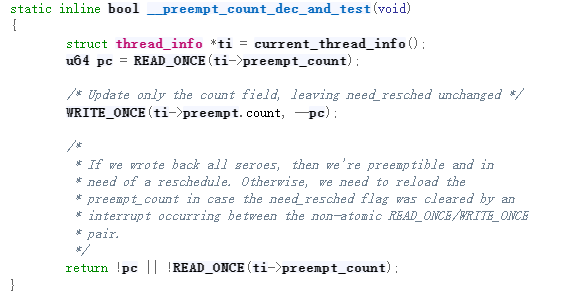 static inline bool __preempt_count_dec_and_test(void)
{
struct thread_info *ti = current_thread_info();
u64 pc = READ_ONCE(ti->preempt_count);
/* Update only the count field, leaving need_resched unchanged */
WRITE_ONCE(ti->preempt.count, --pc);
/*
* If we wrote back all zeroes, then we're preemptible and in
* need of a reschedule. Otherwise, we need to reload the
* preempt_count in case the need_resched flag was cleared by an
* interrupt occurring between the non-atomic READ_ONCE/WRITE_ONCE
* pair.
*/
return !pc || !READ_ONCE(ti->preempt_count);
}